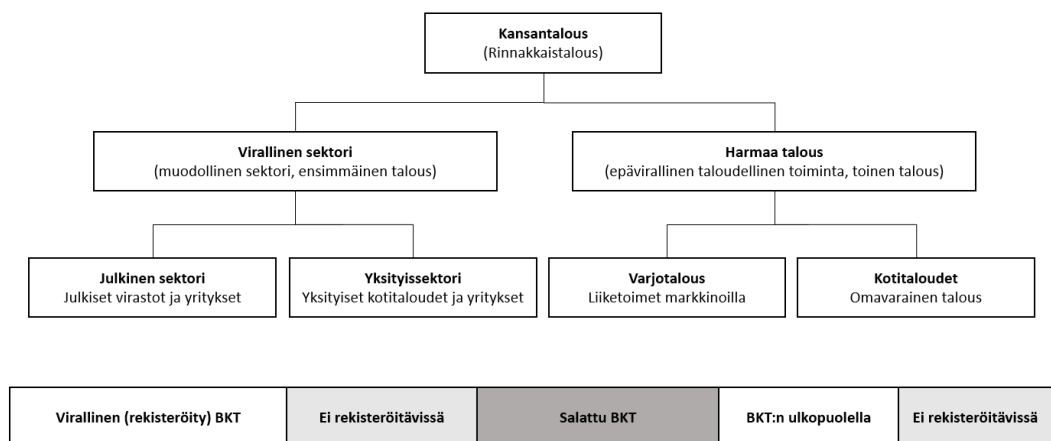 Kansantalous
(Rinnakkaistalous)
Virallinen sektori
(muodollinen sektori, ensimmäinen talous)
Harmaa talous
(epävirallinen taloudellinen toiminta, toinen talous)
Julkinen sektori
Julkiset virastot ja yritykset
Yksityissektori
Yksityiset kotitaloudet ja yritykset
Varjotalous
Liiketoimet markkinoilla
Kotitaloudet
Omavarainen talous
Virallinen (rekisteröity) BKT
Ei rekisteröitävissä
Salattu BKT
BKT:n ulkopuolella
Ei rekisteröitävissä